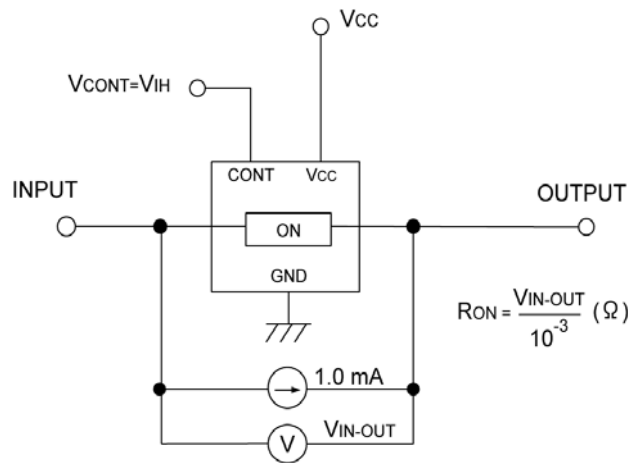 VCC
VCONT=VIH
CONT VCC
INPUT
OUTPUT
ON
GND
RON = VIN-OUT / 10^-3 (Ω)
1.0 mA
VIN-OUT
V